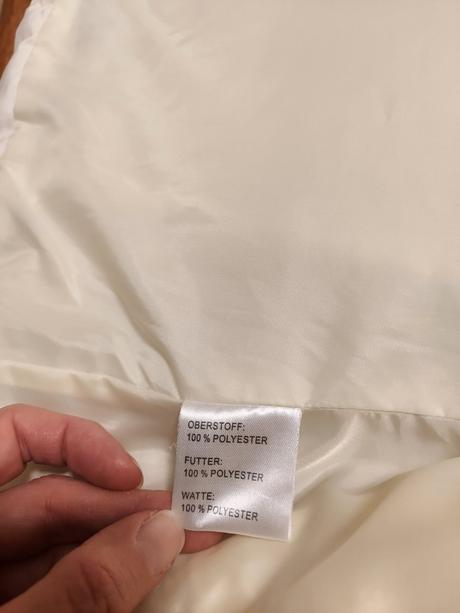 OBERSTOFF:
100 % POLYESTER
FUTTER:
100 % POLYESTER
WATTE:
100 % POLYESTER